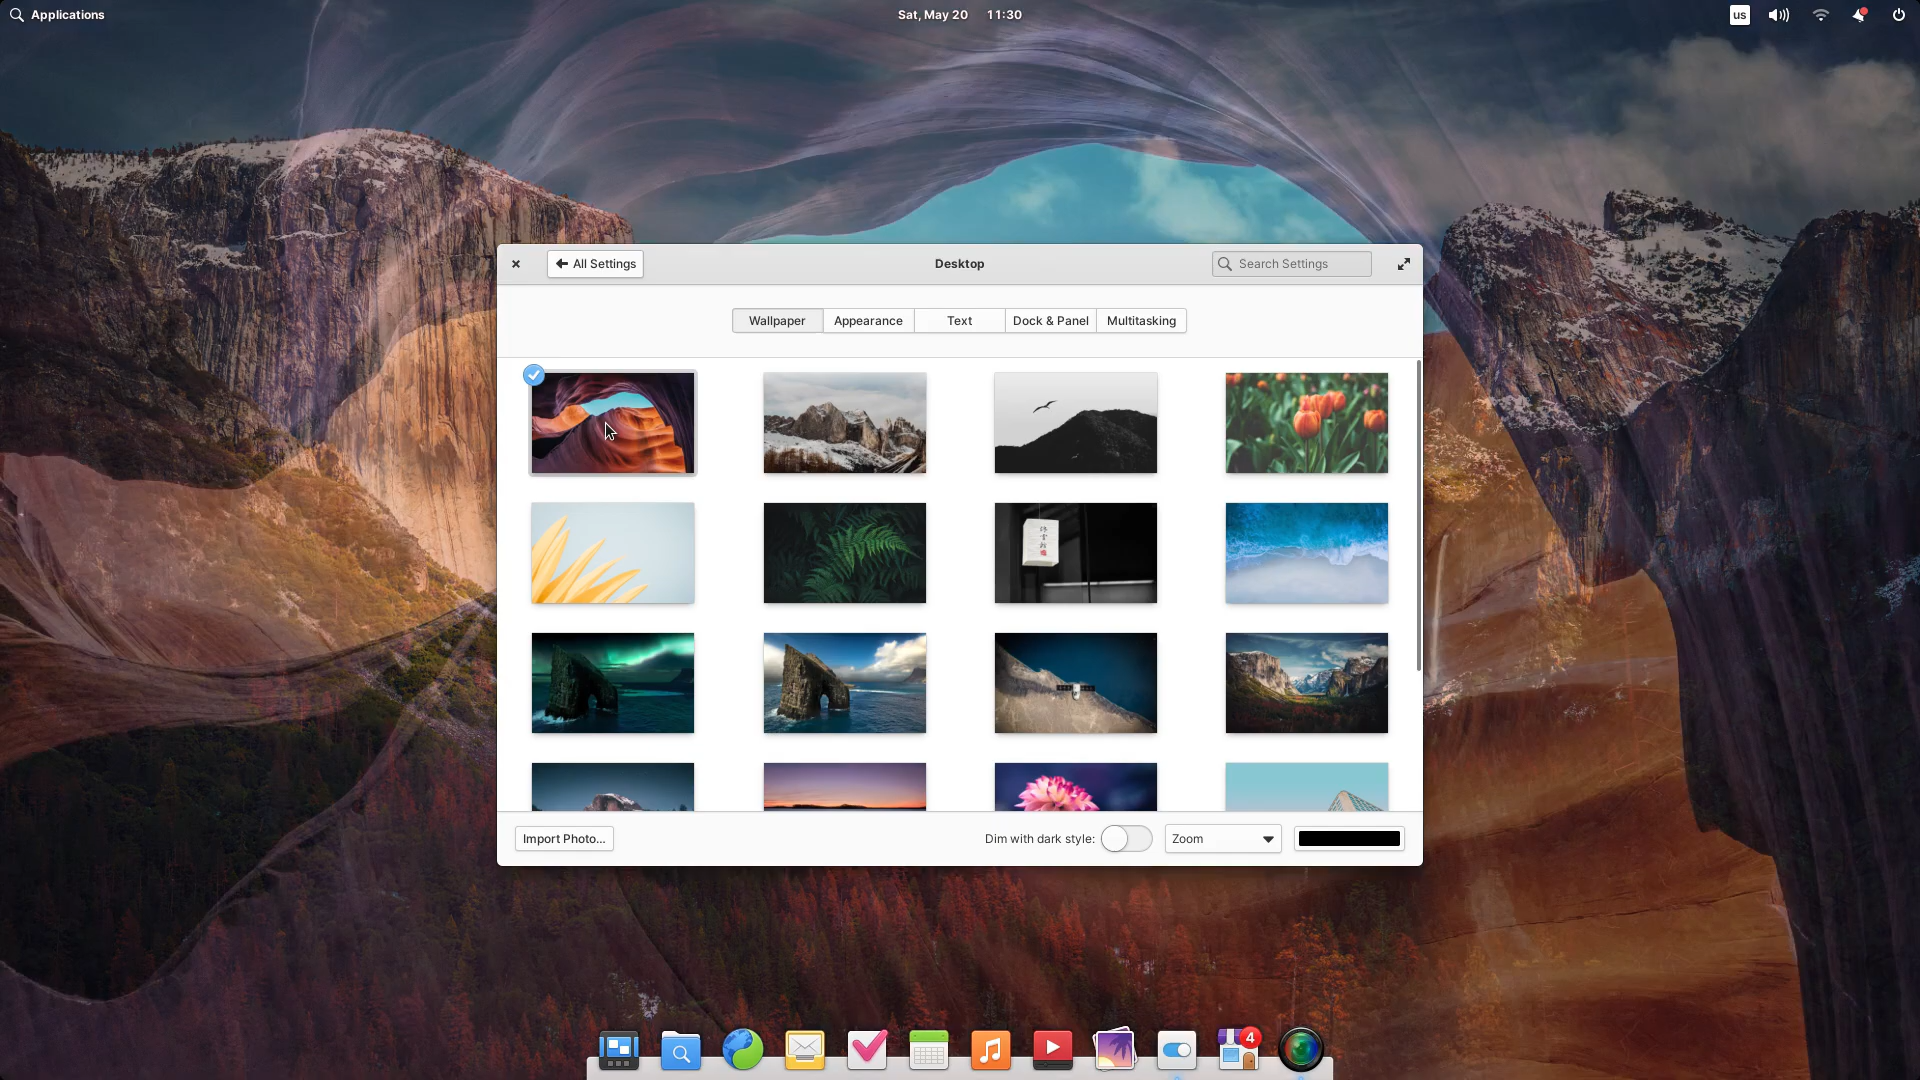 Applications
Sat, May 20 11:30
us
All Settings
Desktop
Search Settings
Wallpaper
Appearance
Text
Dock & Panel
Multitasking
Import Photo...
Dim with dark style:
Zoom
4